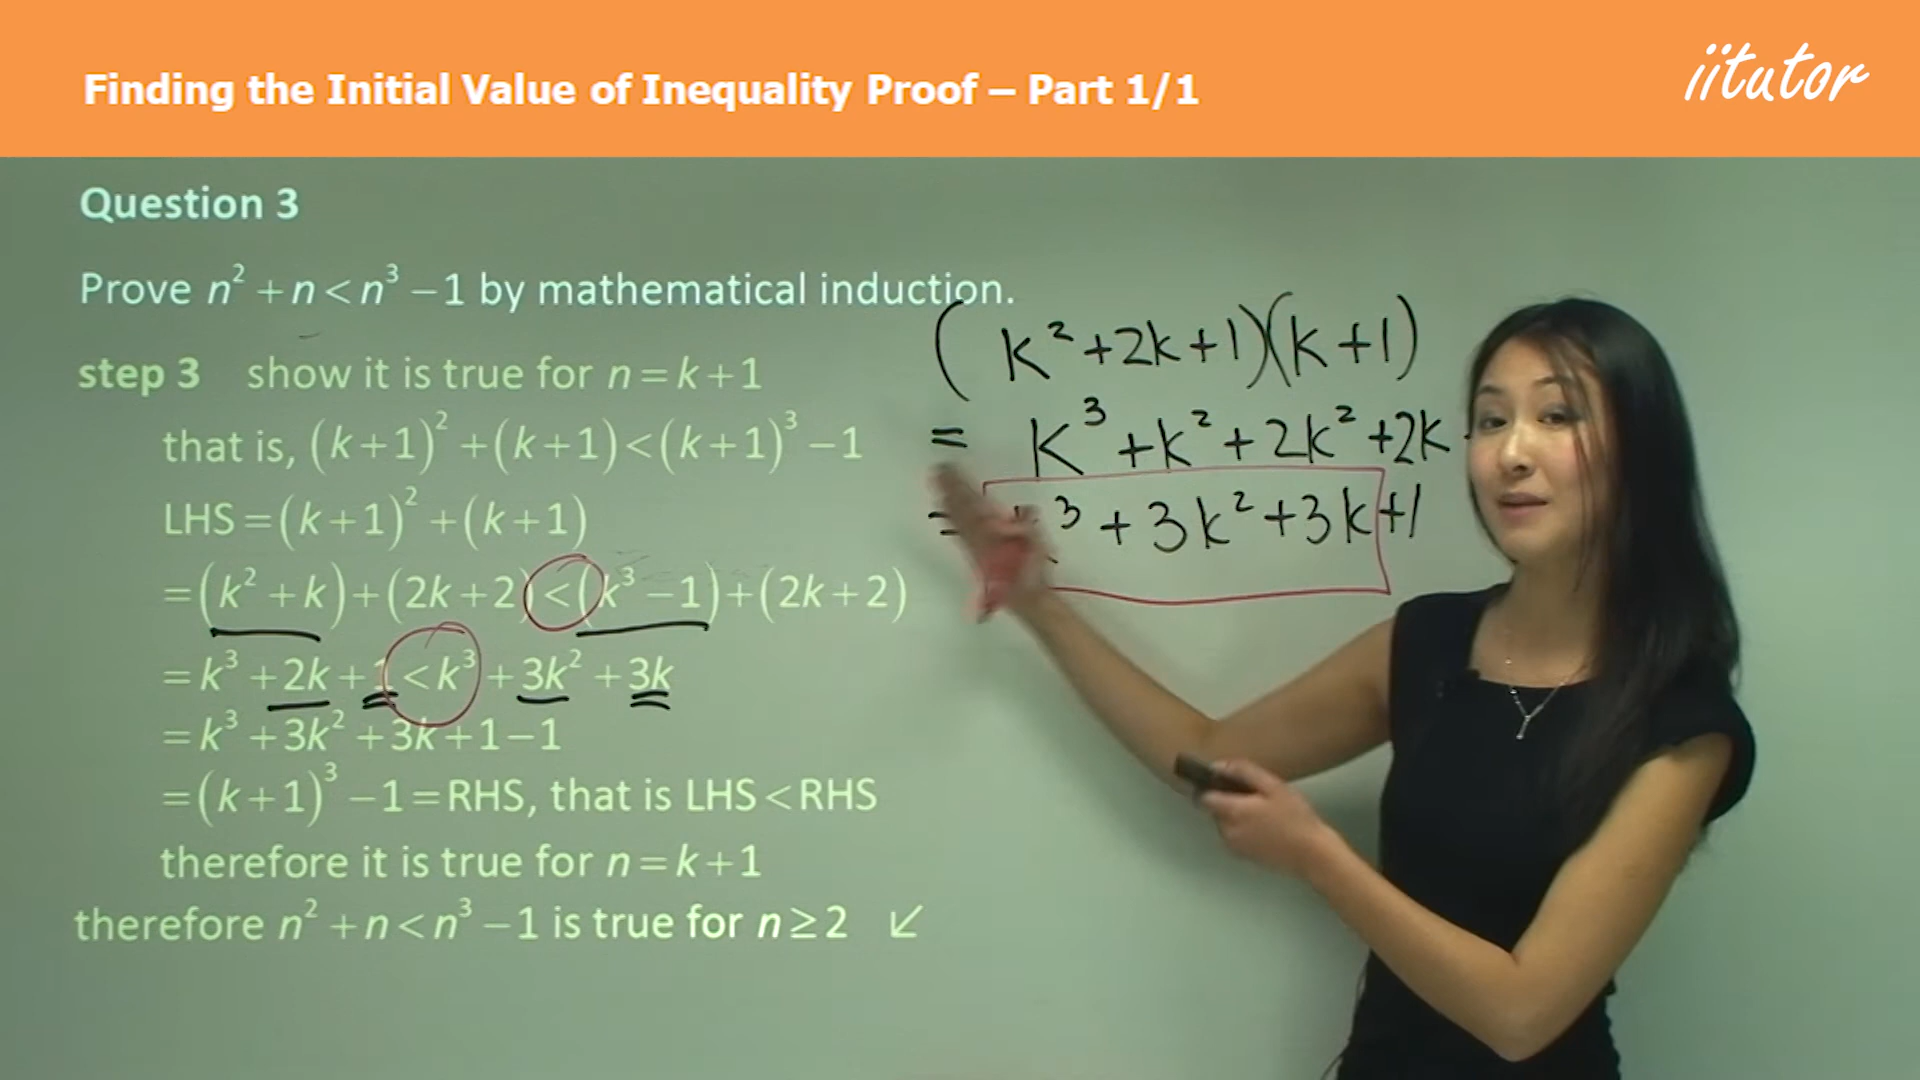 Finding the Initial Value of Inequality Proof – Part 1/1
iitutor
Question 3
Prove n² + n < n³ − 1 by mathematical induction.
step 3 show it is true for n = k + 1
that is, (k + 1)² + (k + 1) < (k + 1)³ − 1
LHS = (k + 1)² + (k + 1)
= (k² + k) + (2k + 2) < (k³ − 1) + (2k + 2)
= k³ + 2k + 1 < k³ + 3k² + 3k
= k³ + 3k² + 3k + 1 − 1
= (k + 1)³ − 1 = RHS, that is LHS < RHS
therefore it is true for n = k + 1
therefore n² + n < n³ − 1 is true for n ≥ 2 ↙
(k² + 2k + 1)(k + 1)
= k³ + k² + 2k² + 2k
= k³ + 3k² + 3k + 1